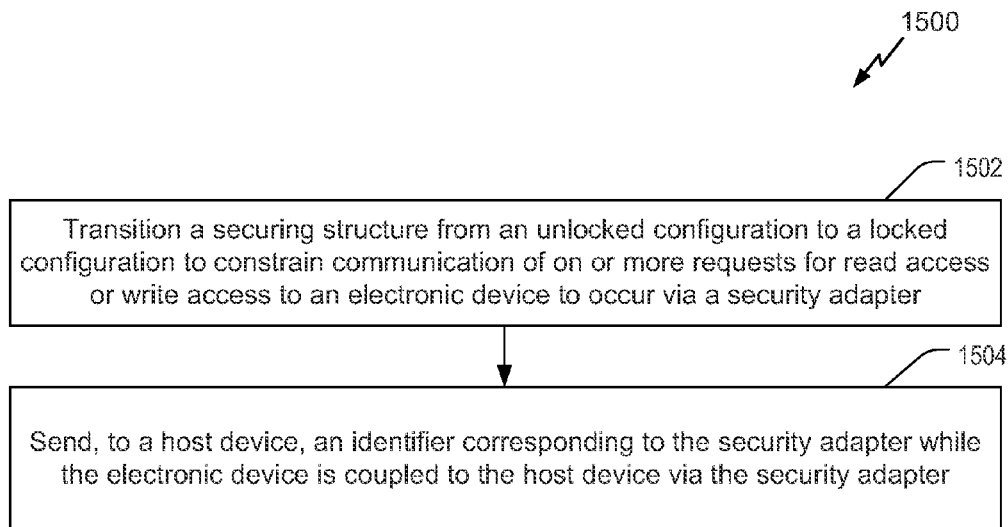 1500
1502
Transition a securing structure from an unlocked configuration to a locked
configuration to constrain communication of on or more requests for read access
or write access to an electronic device to occur via a security adapter
1504
Send, to a host device, an identifier corresponding to the security adapter while
the electronic device is coupled to the host device via the security adapter